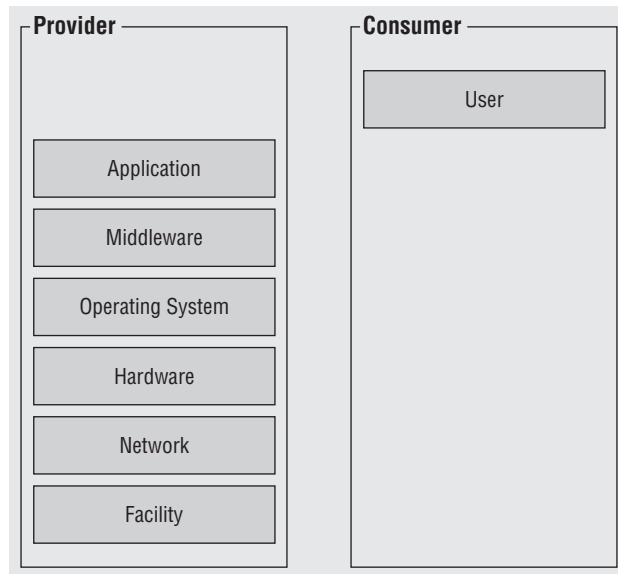 Provider
Application
Middleware
Operating System
Hardware
Network
Facility
Consumer
User